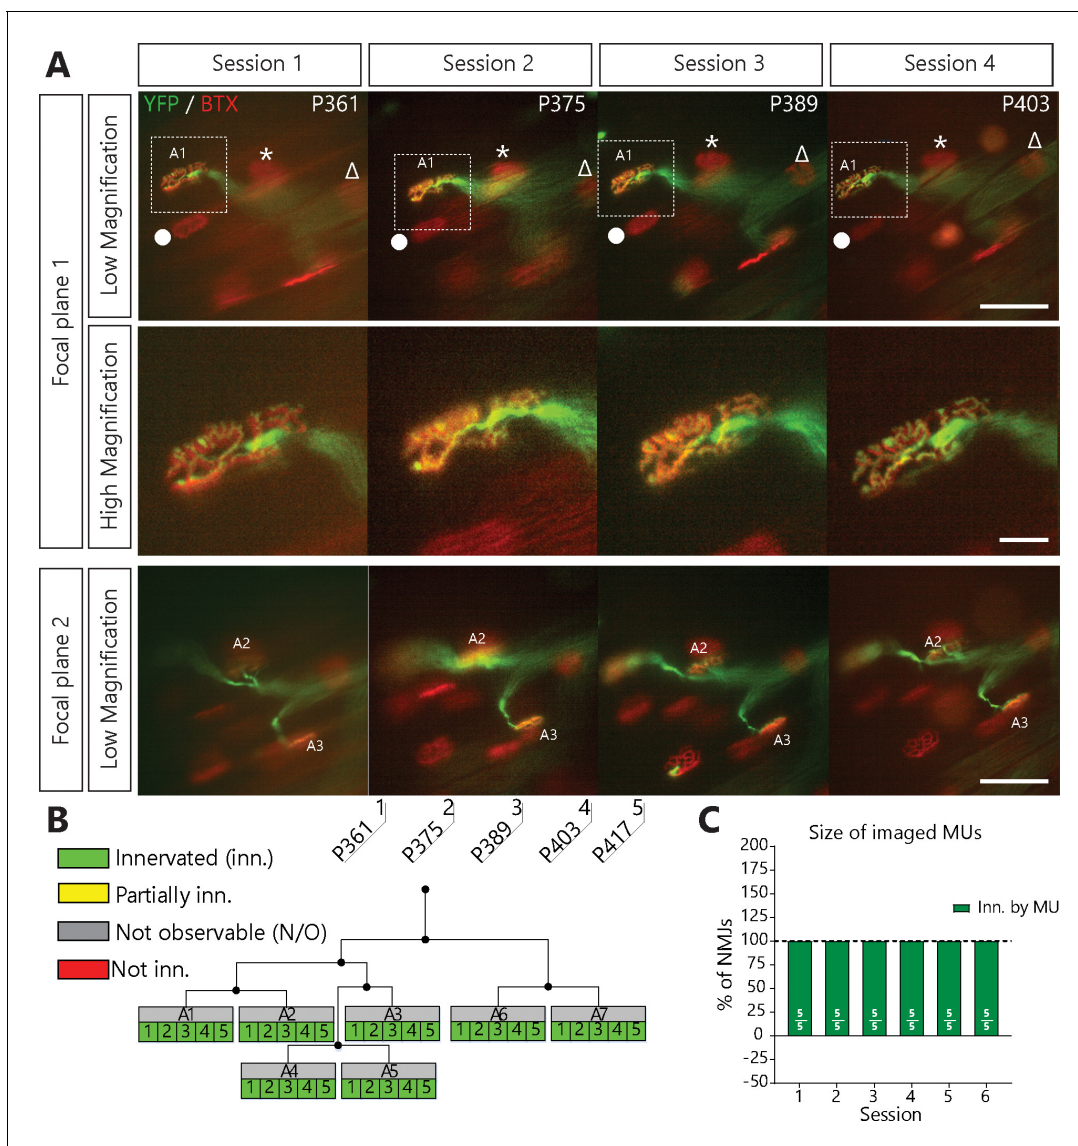 A
Session 1
Session 2
Session 3
Session 4
Focal plane 1
Low Magnification
YFP / BTX
P361
P375
P389
P403
A1
*
Δ
A1
*
Δ
A1
*
Δ
A1
*
Δ
High Magnification
Focal plane 2
Low Magnification
A2
A3
A2
A3
A2
A3
A2
A3
B
P361 1
P375 2
P389 3
P403 4
P417 5
Innervated (inn.)
Partially inn.
Not observable (N/O)
Not inn.
A1
1 2 3 4 5
A2
1 2 3 4 5
A3
1 2 3 4 5
A6
1 2 3 4 5
A7
1 2 3 4 5
A4
1 2 3 4 5
A5
1 2 3 4 5
C
Size of imaged MUs
% of NMJs
200
175
150
125
100
75
50
25
0
-25
-50
Inn. by MU
5/5
5/5
5/5
5/5
5/5
5/5
1 2 3 4 5 6
Session